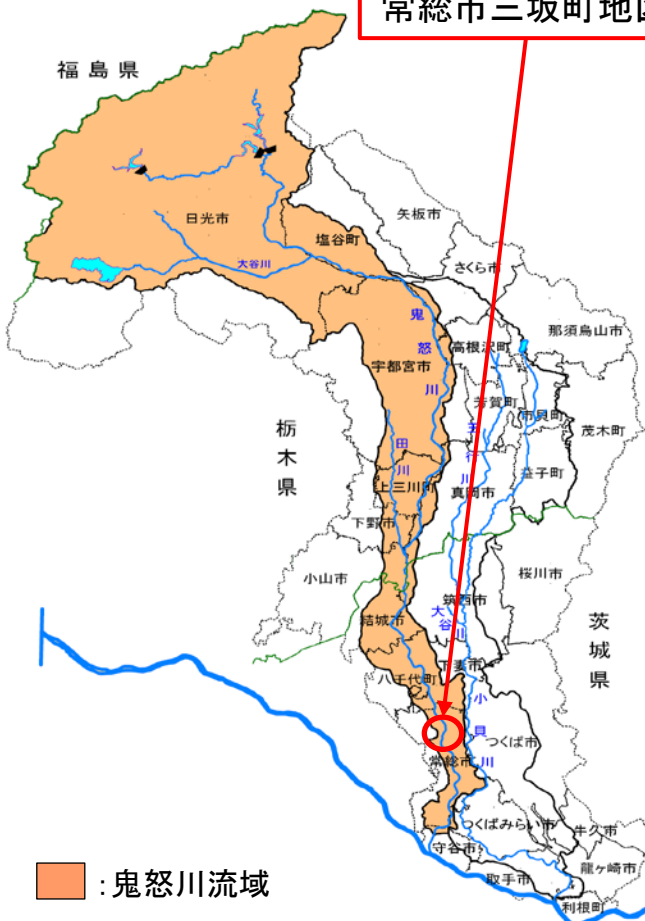 常総市三坂町地区
福島県
日光市
矢板市
塩谷町
さくら市
大谷川
那須烏山市
鬼怒川
高根沢町
宇都宮市
芳賀町
市貝町
茂木町
栃木県
田川
五行川
益子町
上三川町
真岡市
下野市
桜川市
小山市
筑西市
結城市
大谷川
茨城県
下妻市
八千代町
小貝川
つくば市
常総市
つくばみらい市
牛久市
守谷市
龍ヶ崎市
取手市
利根町
:鬼怒川流域